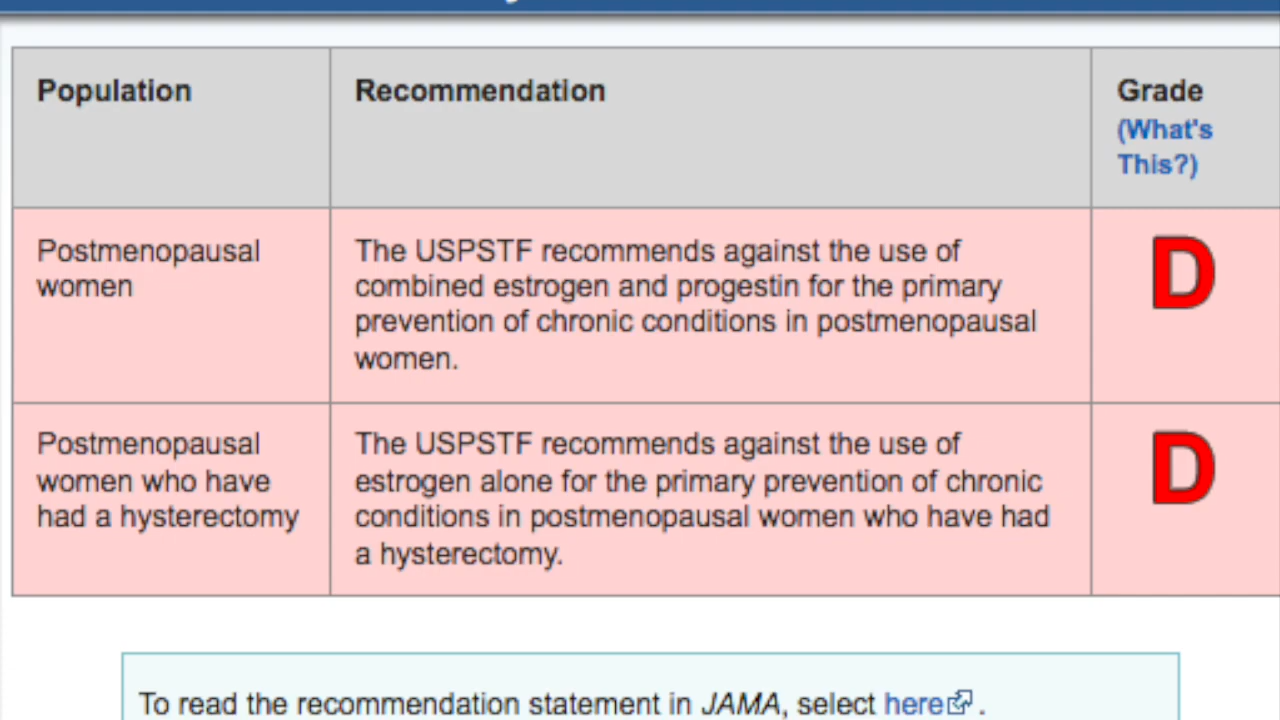 Population
Recommendation
Grade
(What's
This?)
Postmenopausal
women
The USPSTF recommends against the use of
combined estrogen and progestin for the primary
prevention of chronic conditions in postmenopausal
women.
D
Postmenopausal
women who have
had a hysterectomy
The USPSTF recommends against the use of
estrogen alone for the primary prevention of chronic
conditions in postmenopausal women who have had
a hysterectomy.
D
To read the recommendation statement in JAMA, select here.